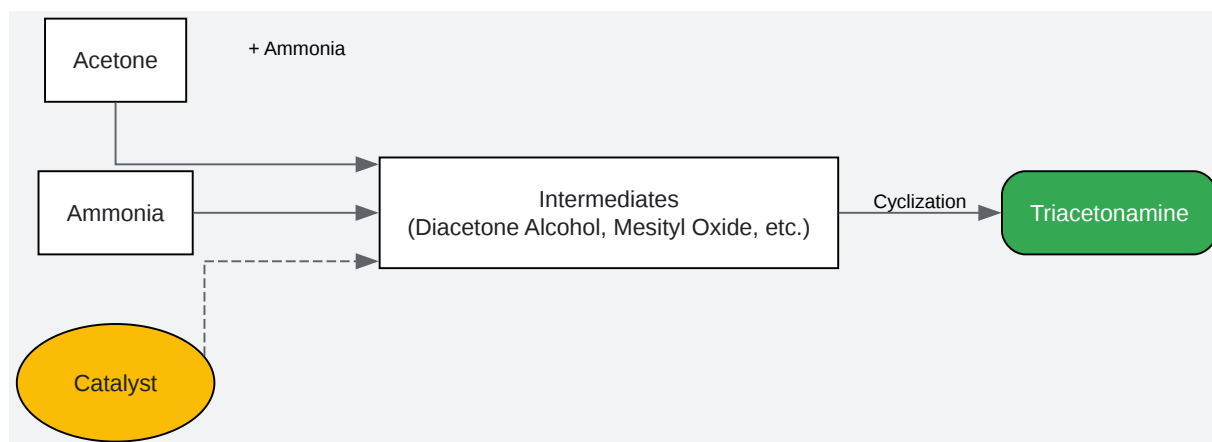 Acetone
+ Ammonia
Ammonia
Intermediates
(Diacetone Alcohol, Mesityl Oxide, etc.)
Cyclization
Triacetonamine
Catalyst